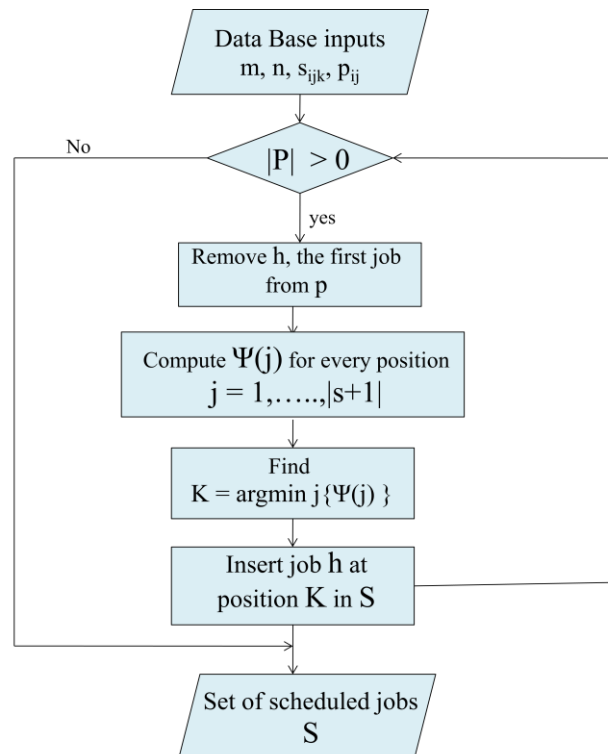 Data Base inputs
m, n, sᵢⱼₖ, pᵢⱼ
|P| > 0
No
yes
Remove h, the first job
from p
Compute Ψ(j) for every position
j = 1,…..,|s+1|
Find
K = argmin j{Ψ(j) }
Insert job h at
position K in S
Set of scheduled jobs
S